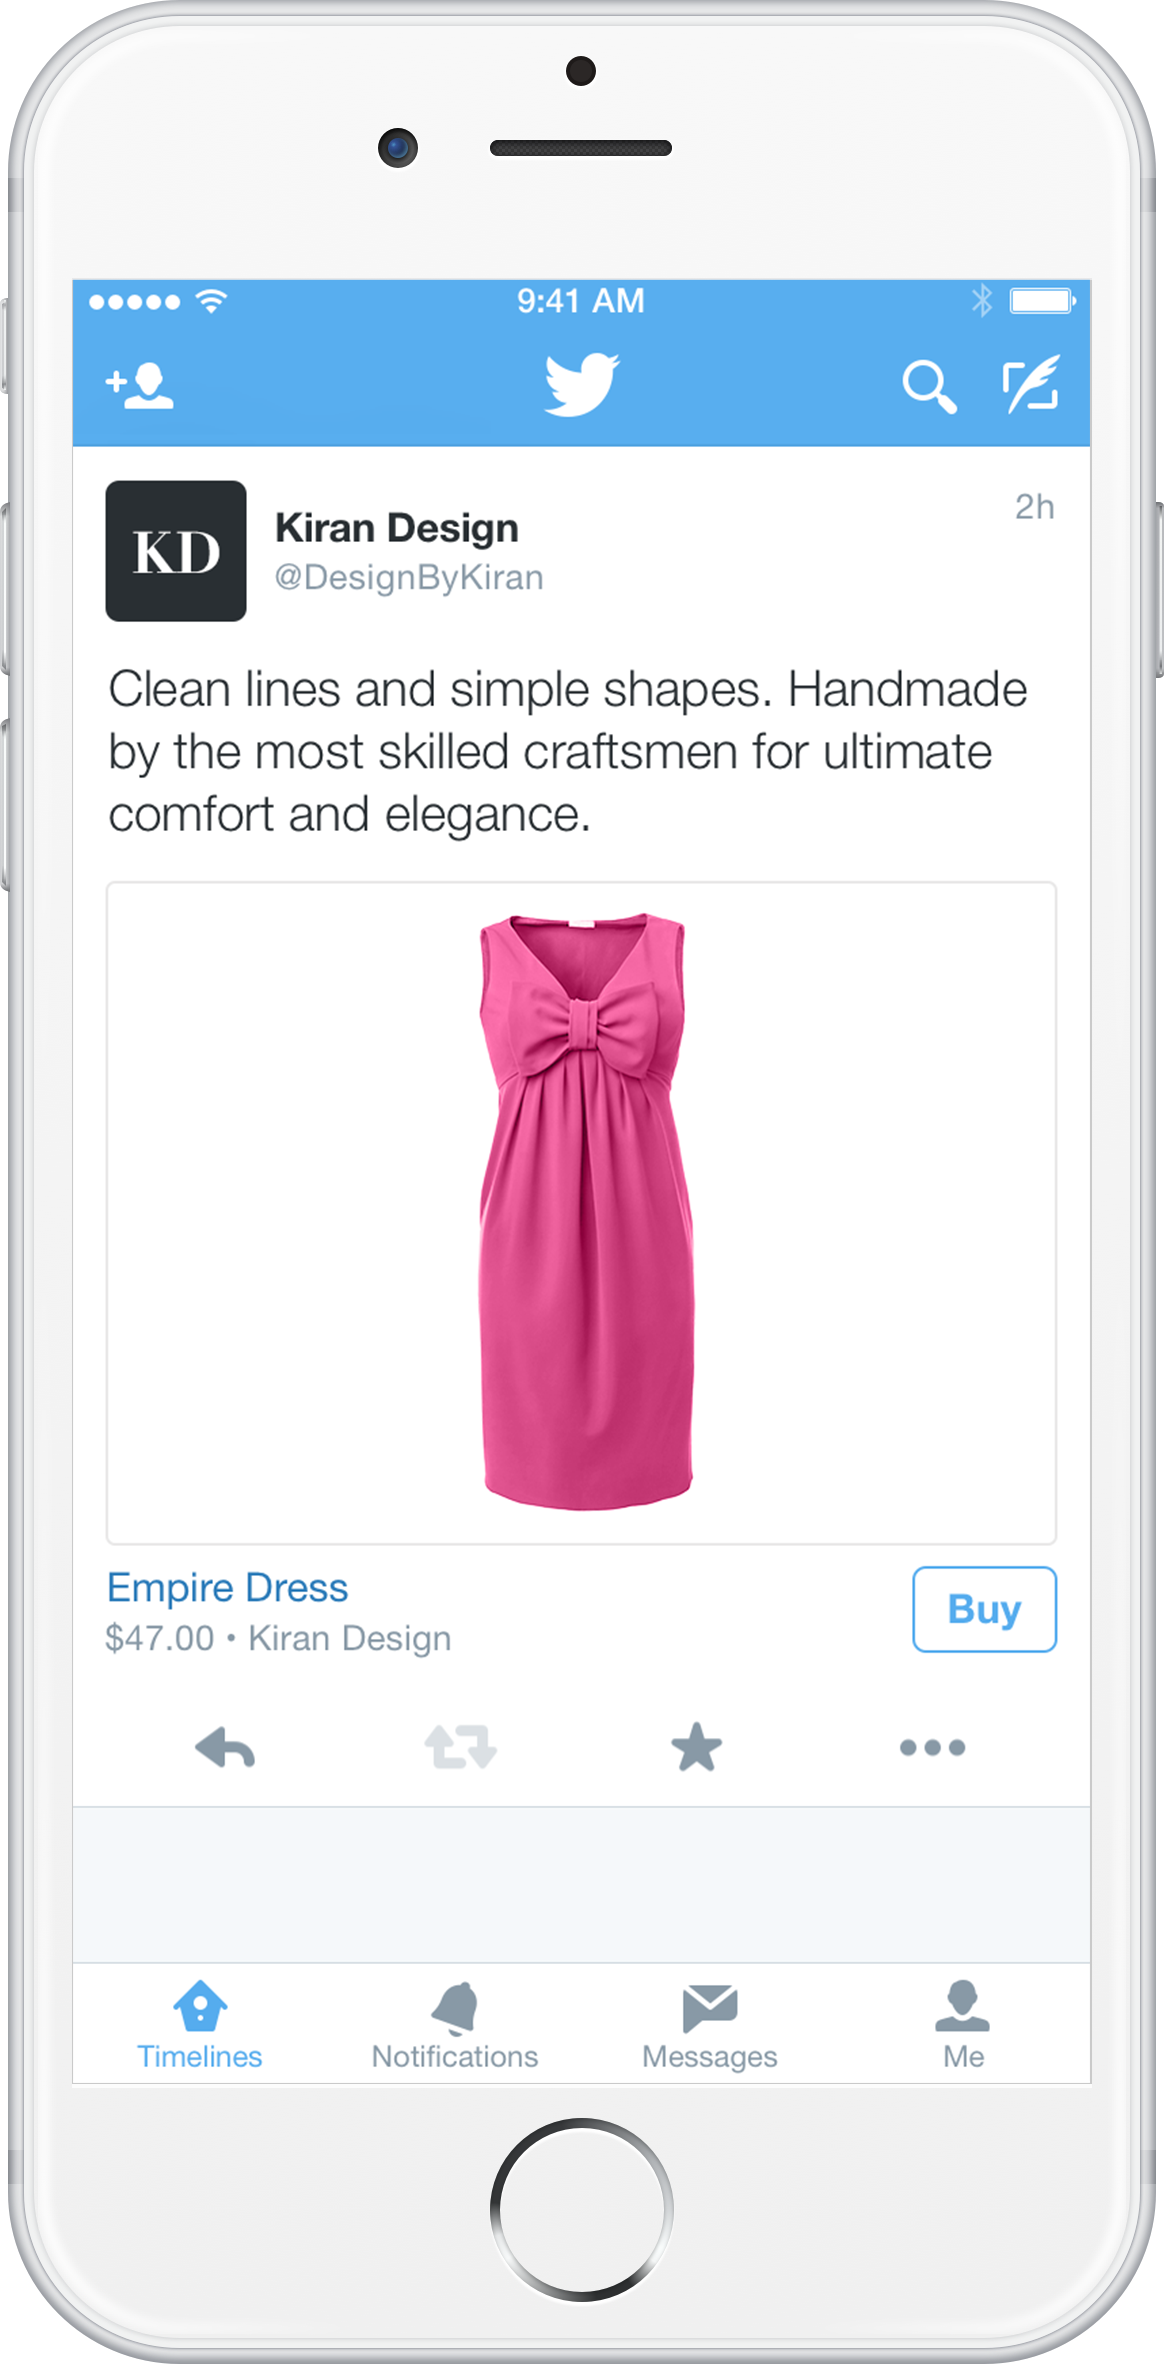 9:41 AM
KD
Kiran Design
2h
@DesignByKiran
Clean lines and simple shapes. Handmade
by the most skilled craftsmen for ultimate
comfort and elegance.
Empire Dress
Buy
$47.00 • Kiran Design
Timelines
Notifications
Messages
Me